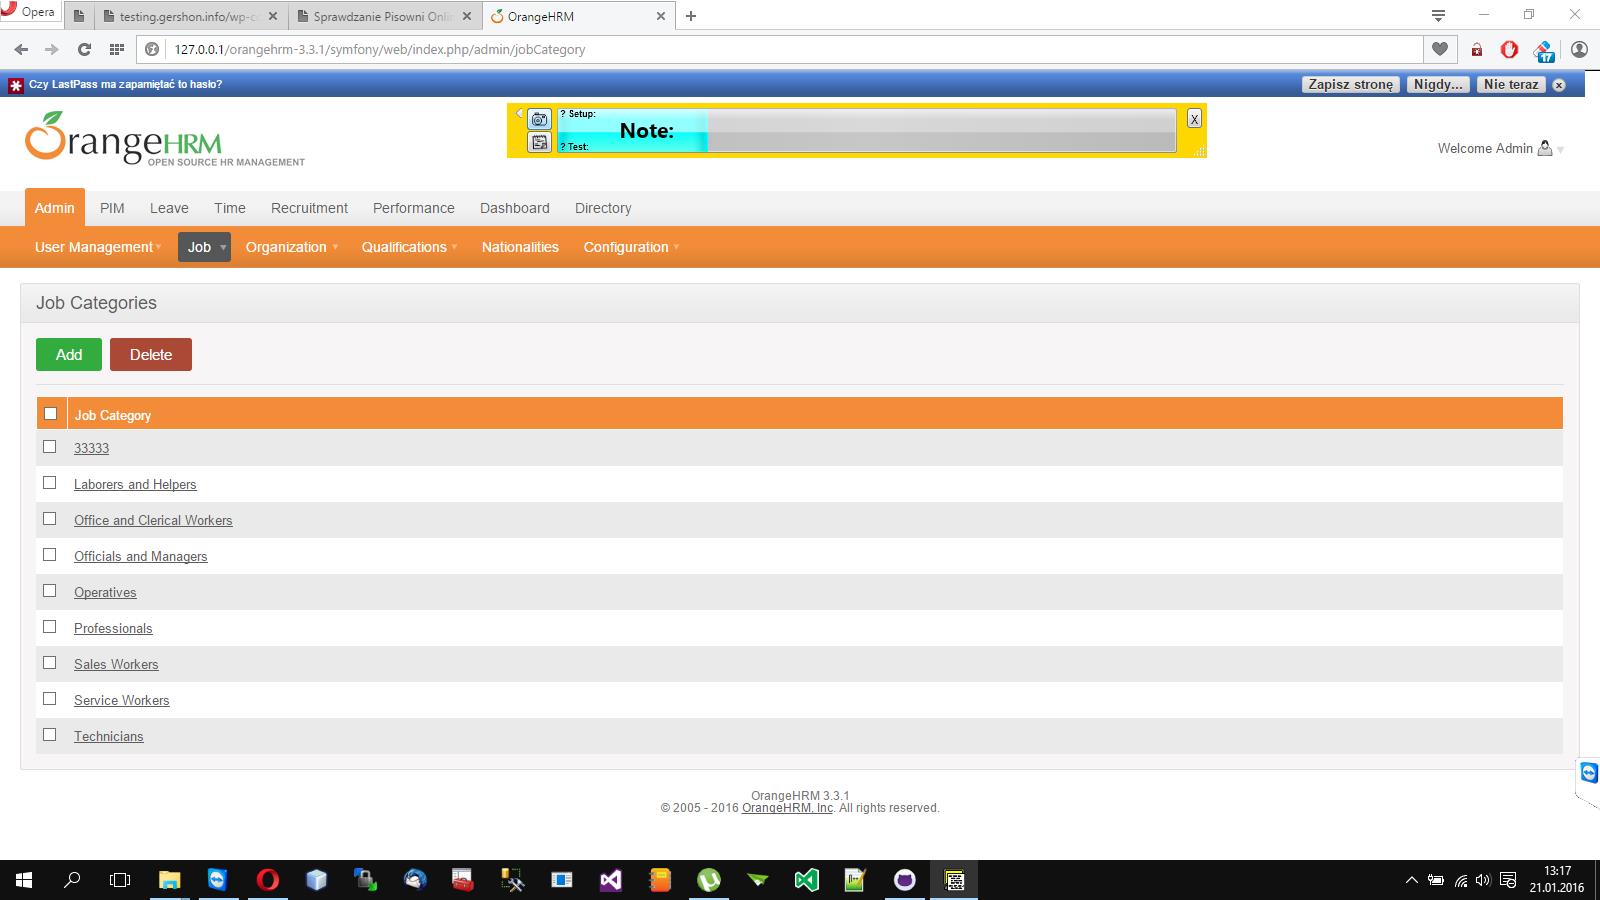 Opera
testing.gershon.info/wp-co
Sprawdzanie Pisowni Onlin
OrangeHRM
127.0.0.1/orangehrm-3.3.1/symfony/web/index.php/admin/jobCategory
17
Czy LastPass ma zapamiętać to hasło?
Zapisz stronę
Nigdy...
Nie teraz
OrangeHRM
OPEN SOURCE HR MANAGEMENT
? Setup:
Note:
? Test:
X
Welcome Admin
Admin PIM Leave Time Recruitment Performance Dashboard Directory
User Management Job Organization Qualifications Nationalities Configuration
Job Categories
Add Delete
Job Category
33333
Laborers and Helpers
Office and Clerical Workers
Officials and Managers
Operatives
Professionals
Sales Workers
Service Workers
Technicians
OrangeHRM 3.3.1
© 2005 - 2016 OrangeHRM, Inc. All rights reserved.
13:17
21.01.2016